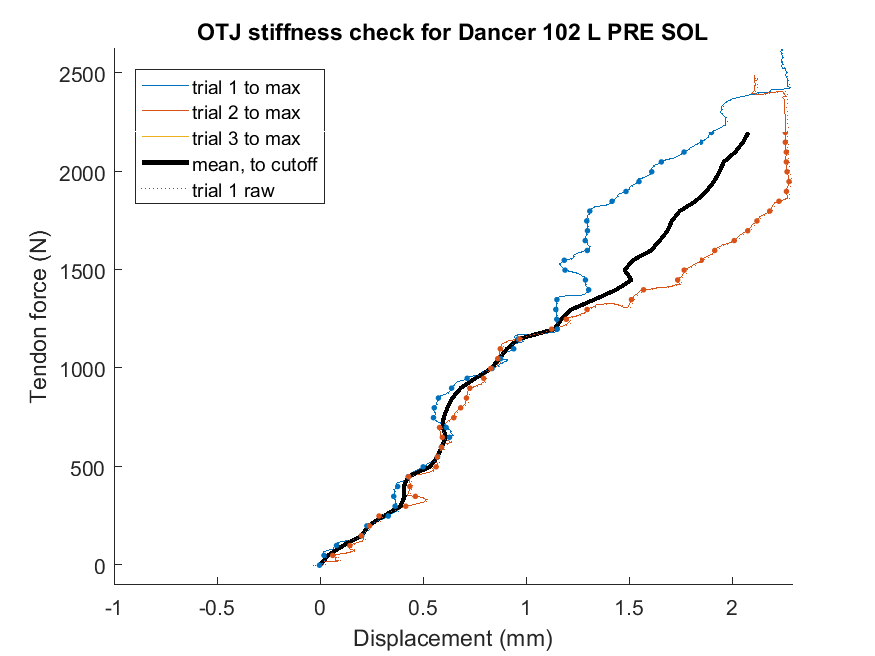 OTJ stiffness check for Dancer 102 L PRE SOL
2500
2000
1500
1000
500
0
Tendon force (N)
trial 1 to max
trial 2 to max
trial 3 to max
mean, to cutoff
trial 1 raw
-1
-0.5
0
0.5
1
1.5
2
Displacement (mm)